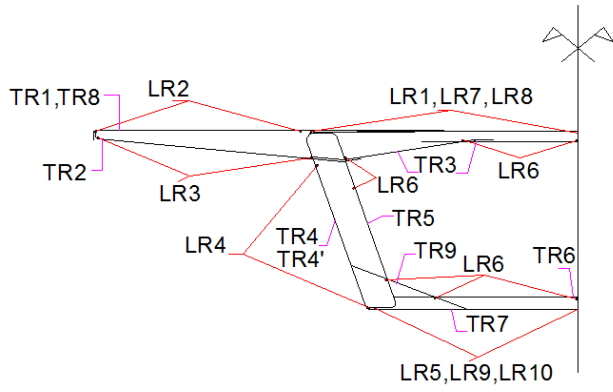 LR2
TR1,TR8
LR1,LR7,LR8
TR2
LR3
TR3
LR6
LR6
TR5
LR4
TR4
TR4'
TR9
LR6
TR6
TR7
LR5,LR9,LR10